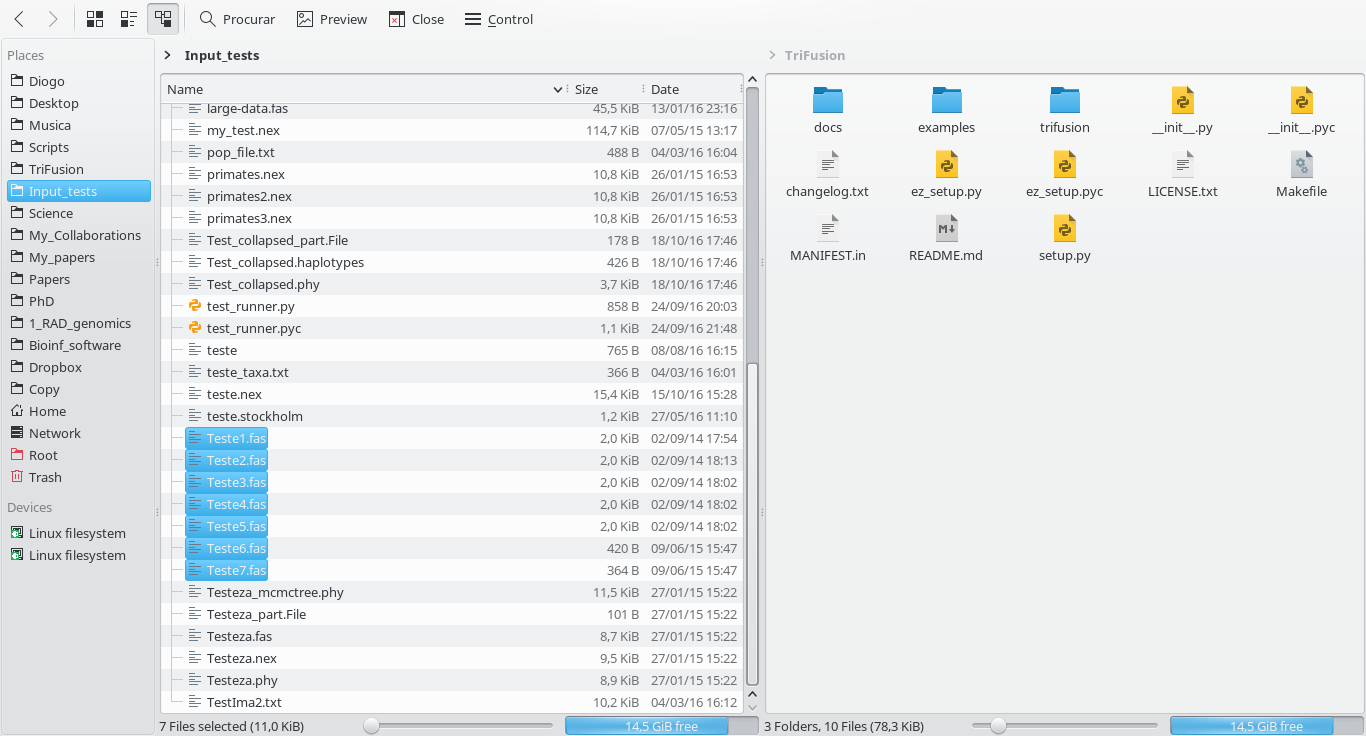 Procurar Preview Close Control
Places
Diogo
Desktop
Musica
Scripts
TriFusion
Input_tests
Science
My_Collaborations
My_papers
Papers
PhD
1_RAD_genomics
Bioinf_software
Dropbox
Copy
Home
Network
Root
Trash
Devices
Linux filesystem
Linux filesystem
Input_tests
Name Size Date
large-data.fas 45,5 KiB 13/01/16 23:16
my_test.nex 114,7 KiB 07/05/15 13:17
pop_file.txt 488 B 04/03/16 16:04
primates.nex 10,8 KiB 26/01/15 16:53
primates2.nex 10,8 KiB 26/01/15 16:53
primates3.nex 10,8 KiB 26/01/15 16:53
Test_collapsed_part.File 178 B 18/10/16 17:46
Test_collapsed.haplotypes 426 B 18/10/16 17:46
Test_collapsed.phy 3,7 KiB 18/10/16 17:46
test_runner.py 858 B 24/09/16 20:03
test_runner.pyc 1,1 KiB 24/09/16 21:48
teste 765 B 08/08/16 16:15
teste_taxa.txt 366 B 04/03/16 16:01
teste.nex 15,4 KiB 15/10/16 15:28
teste.stockholm 1,2 KiB 27/05/16 11:10
Teste1.fas 2,0 KiB 02/09/14 17:54
Teste2.fas 2,0 KiB 02/09/14 18:13
Teste3.fas 2,0 KiB 02/09/14 18:02
Teste4.fas 2,0 KiB 02/09/14 18:02
Teste5.fas 2,0 KiB 02/09/14 18:02
Teste6.fas 420 B 09/06/15 15:47
Teste7.fas 364 B 09/06/15 15:47
Testeza_mcmctree.phy 11,5 KiB 27/01/15 15:22
Testeza_part.File 101 B 27/01/15 15:22
Testeza.fas 8,7 KiB 27/01/15 15:22
Testeza.nex 9,5 KiB 27/01/15 15:22
Testeza.phy 8,9 KiB 27/01/15 15:22
TestIma2.txt 10,2 KiB 04/03/16 16:12
7 Files selected (11,0 KiB) 14,5 GiB free
TriFusion
docs examples trifusion __init__.py __init__.pyc
changelog.txt ez_setup.py ez_setup.pyc LICENSE.txt Makefile
MANIFEST.in README.md setup.py
3 Folders, 10 Files (78,3 KiB) 14,5 GiB free